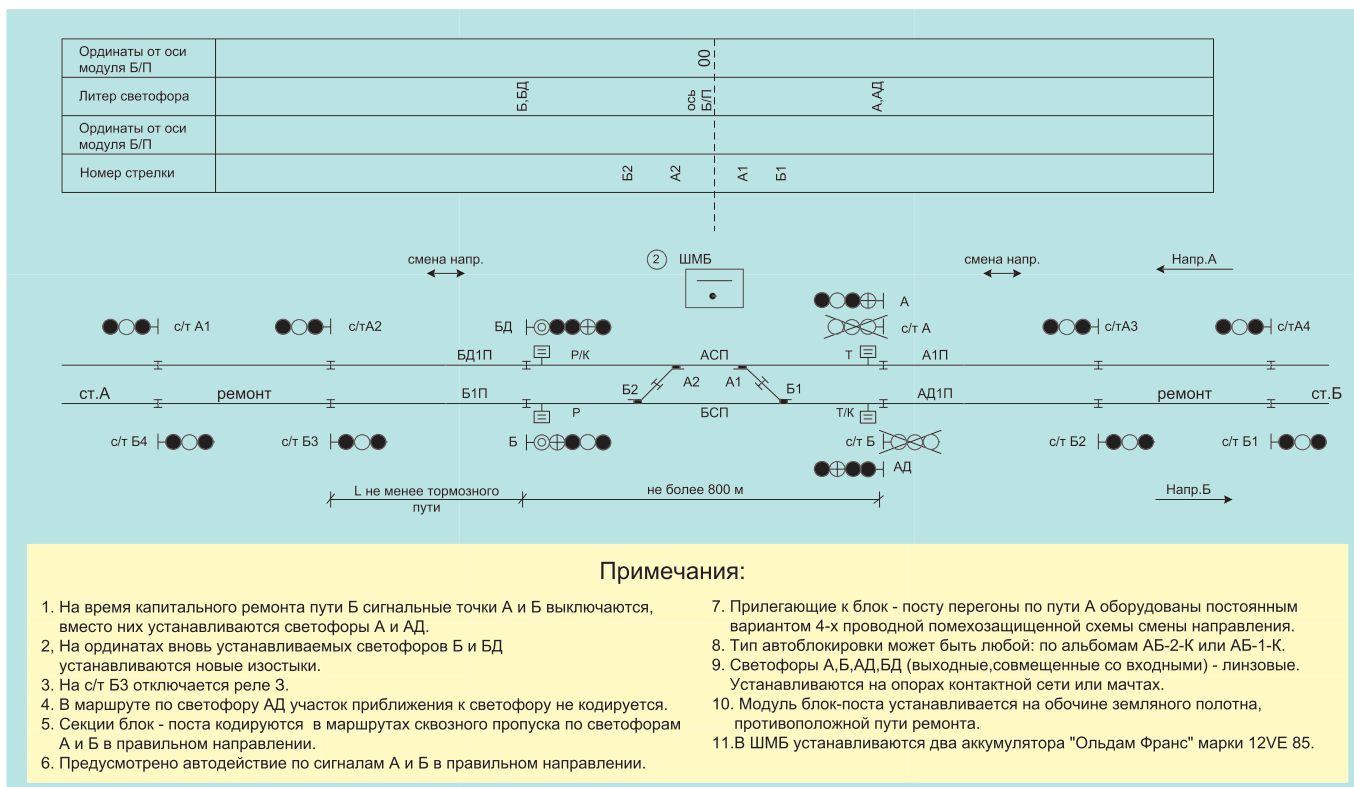 Ординаты от оси
модуля Б/П
00
Литер светофора
Б,БД
ось
Б/П
А,АД
Ординаты от оси
модуля Б/П
Номер стрелки
Б2
А2
А1
Б1
смена напр.
2
ШМБ
смена напр.
Напр.А
А
с/т А1
с/тА2
БД
с/т А
с/тА3
с/тА4
БД1П
Р/К
АСП
Т
А1П
ст.А
ремонт
Б1П
Б2
А2
А1
Б1
АД1П
ремонт
ст.Б
Р
БСП
Т/К
с/т Б4
с/т Б3
Б
с/т Б
с/т Б2
с/т Б1
АД
L не менее тормозного
пути
не более 800 м
Напр.Б
Примечания:
1. На время капитального ремонта пути Б сигнальные точки А и Б выключаются,
вместо них устанавливаются светофоры А и АД.
2, На ординатах вновь устанавливаемых светофоров Б и БД
устанавливаются новые изостыки.
3. На с/т Б3 отключается реле З.
4. В маршруте по светофору АД участок приближения к светофору не кодируется.
5. Секции блок - поста кодируются в маршрутах сквозного пропуска по светофорам
А и Б в правильном направлении.
6. Предусмотрено автодействие по сигналам А и Б в правильном направлении.
7. Прилегающие к блок - посту перегоны по пути А оборудованы постоянным
вариантом 4-х проводной помехозащищенной схемы смены направления.
8. Тип автоблокировки может быть любой: по альбомам АБ-2-К или АБ-1-К.
9. Светофоры А,Б,АД,БД (выходные,совмещенные со входными) - линзовые.
Устанавливаются на опорах контактной сети или мачтах.
10. Модуль блок-поста устанавливается на обочине земляного полотна,
противоположной пути ремонта.
11.В ШМБ устанавливаются два аккумулятора "Ольдам Франс" марки 12VE 85.